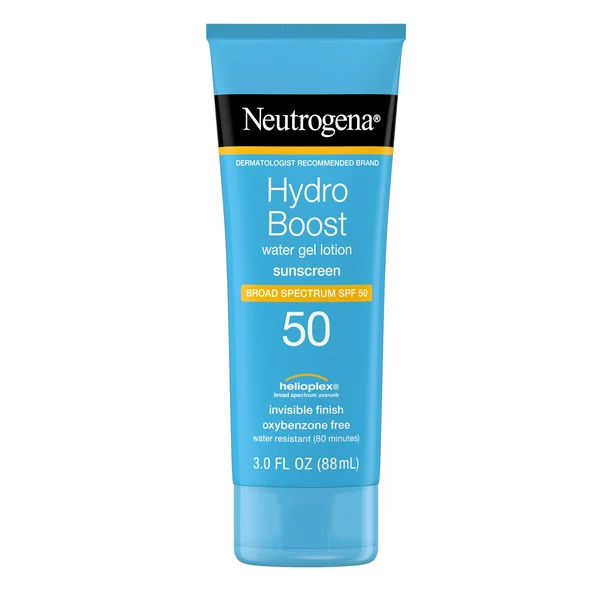 Neutrogena®
DERMATOLOGIST RECOMMENDED BRAND
Hydro
Boost
water gel lotion
sunscreen
BROAD SPECTRUM SPF 50
50
helioplex®
broad spectrum uva•uvb
invisible finish
oxybenzone free
water resistant (80 minutes)
3.0 FL OZ (88mL)